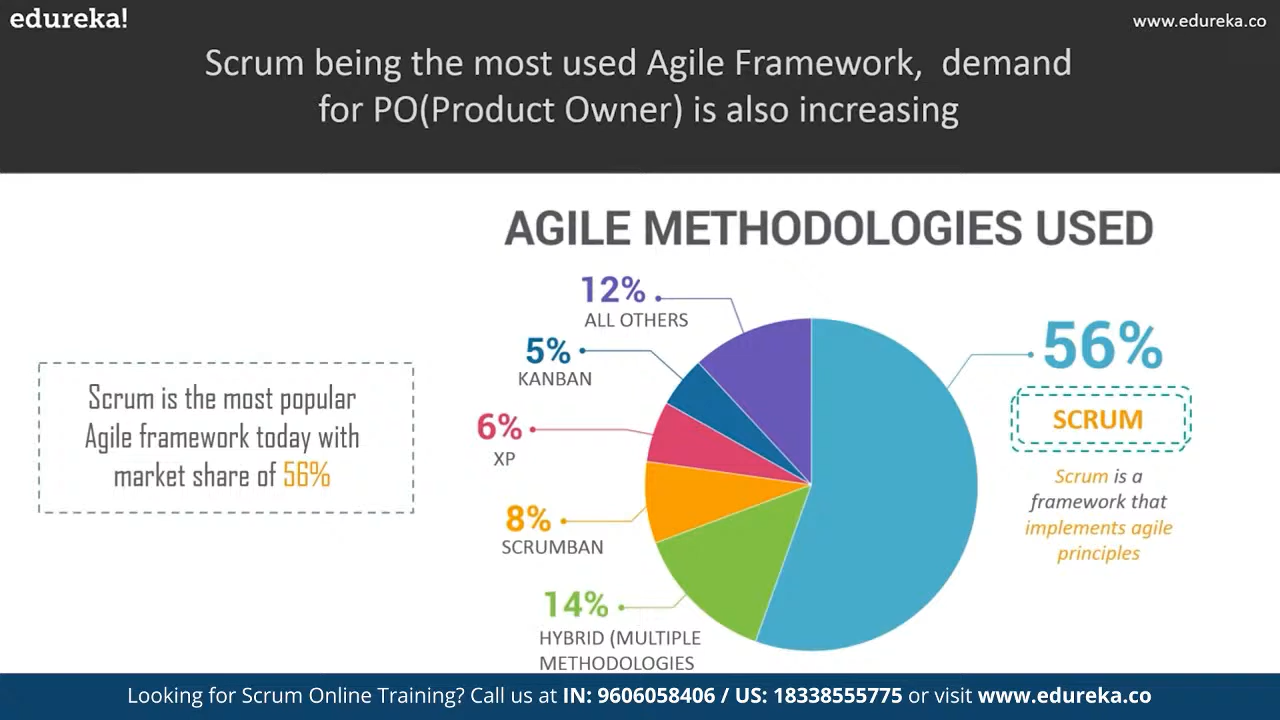 edureka!
www.edureka.co
Scrum being the most used Agile Framework, demand
for PO(Product Owner) is also increasing
AGILE METHODOLOGIES USED
12%
ALL OTHERS
5%
KANBAN
6%
XP
8%
SCRUMBAN
14%
HYBRID (MULTIPLE
METHODOLOGIES
56%
SCRUM
Scrum is a
framework that
implements agile
principles
Scrum is the most popular
Agile framework today with
market share of 56%
Looking for Scrum Online Training? Call us at IN: 9606058406 / US: 18338555775 or visit www.edureka.co